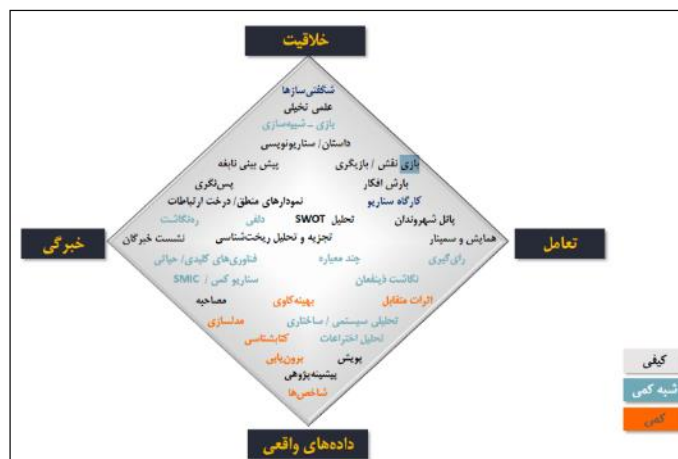 خلاقیت
شگفتی‌سازها
علمی تخیلی
بازی - شبیه‌سازی
داستان/ سناریونویسی
بازی نقش / بازیگری پیش بینی نابغه
بارش افکار پس‌نگری
کارگاه سناریو نمودارهای منطق/ درخت ارتباطات
پانل شهروندان تحلیل SWOT دلفی ره‌نگاشت
همایش و سمینار تجزیه و تحلیل ریخت‌شناسی نشست خبرگان
تعامل خبرگی
رای‌گیری چند معیاره فناوری‌های کلیدی/ حیاتی
نگاشت ذینفعان سناریو کمی / SMIC
اثرات متقابل بهینه‌کاوی مصاحبه
تحلیلی سیستمی / ساختاری مدلسازی
تحلیل اختراعات کتابشناسی
پویش برون‌یابی
پیشینه‌پژوهی
شاخص‌ها
داده‌های واقعی
کیفی
شبه کمی
کمی